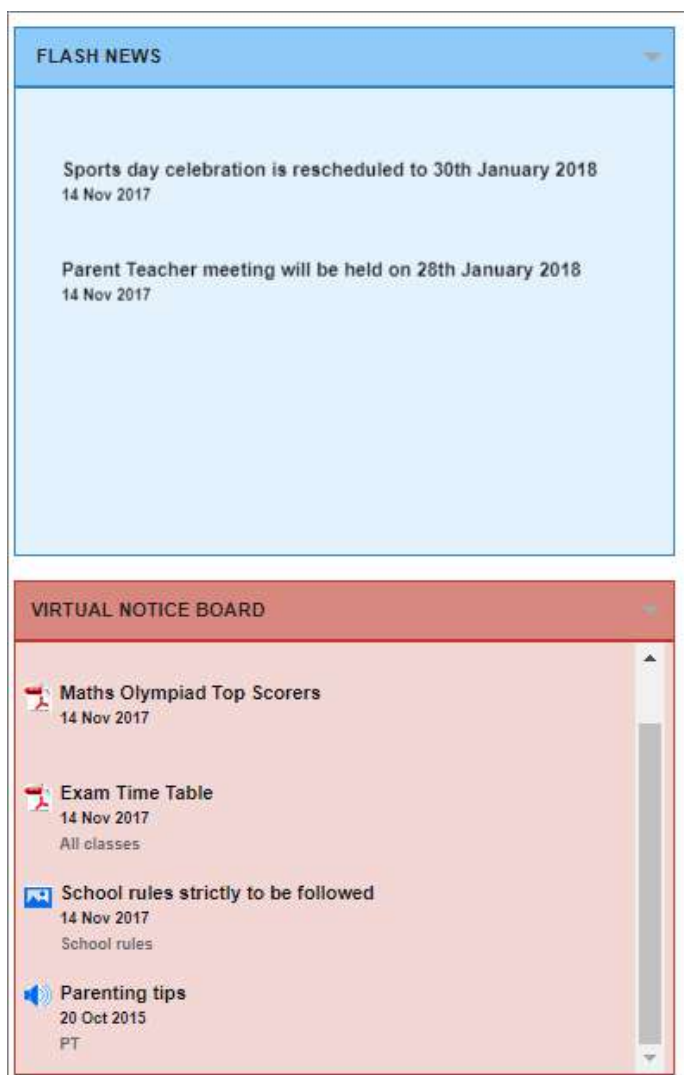 FLASH NEWS
Sports day celebration is rescheduled to 30th January 2018
14 Nov 2017
Parent Teacher meeting will be held on 28th January 2018
14 Nov 2017
VIRTUAL NOTICE BOARD
Maths Olympiad Top Scorers
14 Nov 2017
Exam Time Table
14 Nov 2017
All classes
School rules strictly to be followed
14 Nov 2017
School rules
Parenting tips
20 Oct 2015
PT